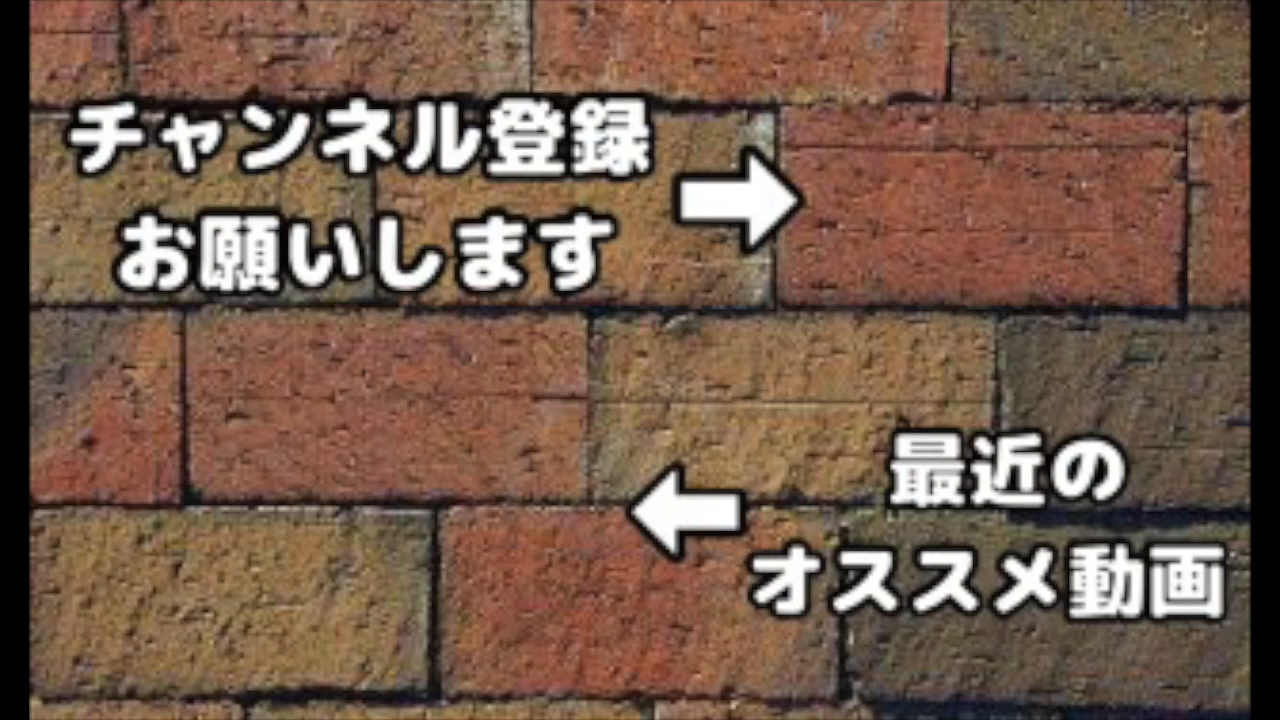 チャンネル登録
お願いします
最近の
オススメ動画